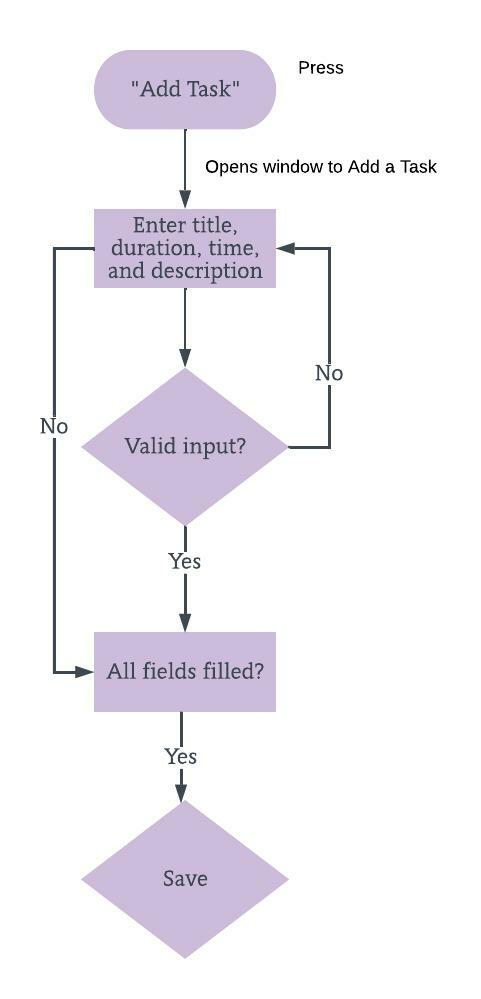 "Add Task"
Press
Opens window to Add a Task
Enter title,
duration, time,
and description
No
Valid input?
No
Yes
All fields filled?
Yes
Save